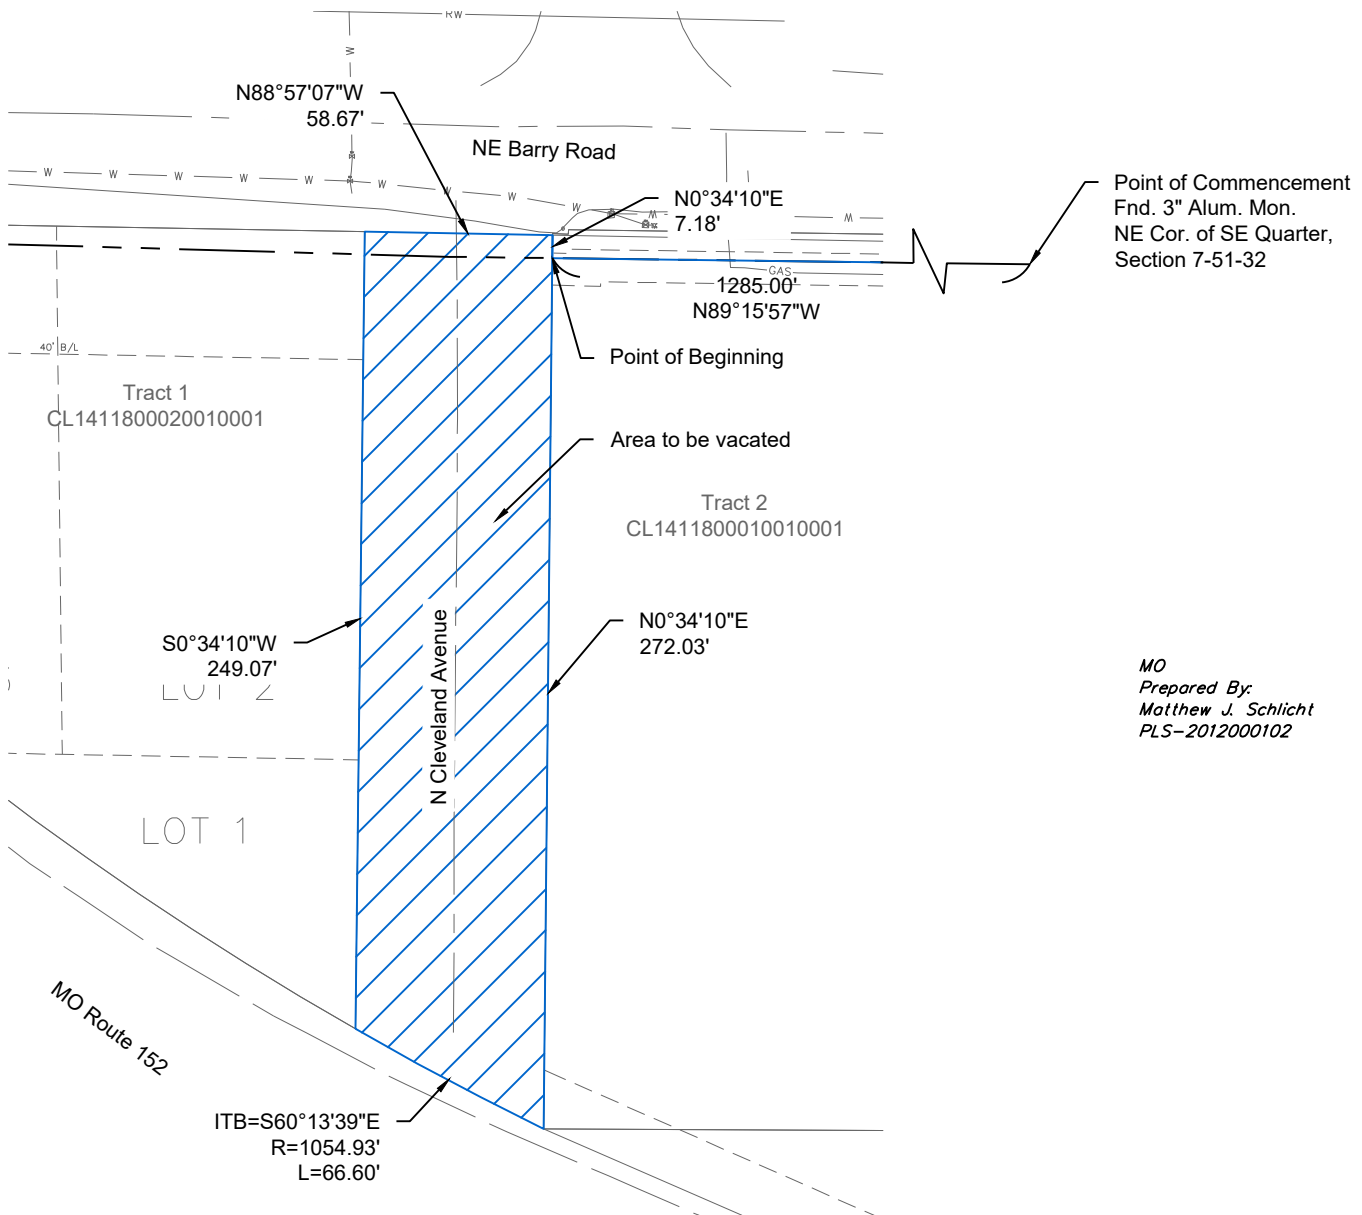 RW
W
N88°57'07"W
58.67'
NE Barry Road
W W W W W W W W W
N0°34'10"E
7.18'
W W
Point of Commencement
Fnd. 3" Alum. Mon.
NE Cor. of SE Quarter,
Section 7-51-32
GAS
1285.00'
N89°15'57"W
Point of Beginning
40' B/L
Tract 1
CL1411800020010001
Area to be vacated
Tract 2
CL1411800010010001
S0°34'10"W
249.07'
N0°34'10"E
272.03'
LOT 2
N Cleveland Avenue
MO
Prepared By:
Matthew J. Schlicht
PLS-2012000102
LOT 1
MO Route 152
ITB=S60°13'39"E
R=1054.93'
L=66.60'